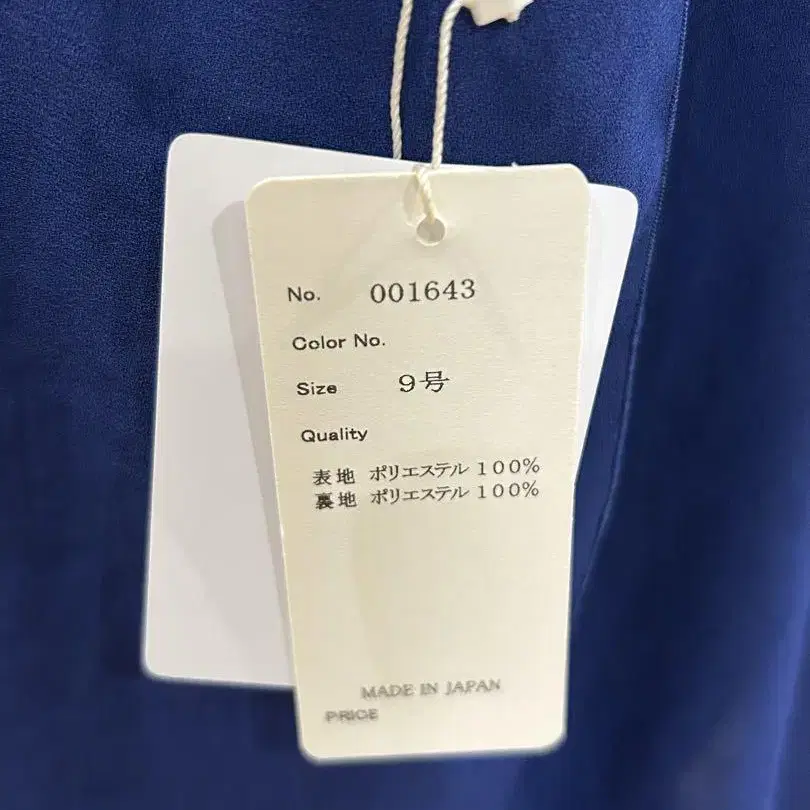 No. 001643
Color No.
Size 9号
Quality
表地 ポリエステル 100%
裏地 ポリエステル 100%
MADE IN JAPAN
PRICE